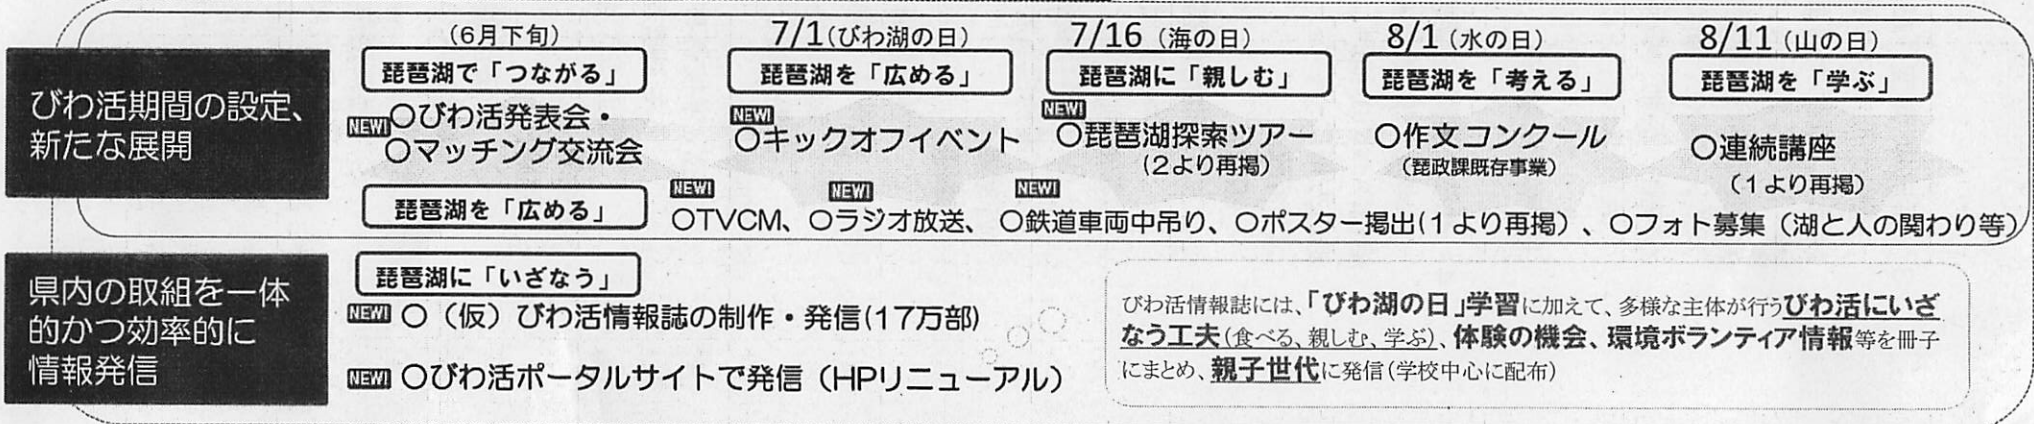 びわ活期間の設定、
新たな展開
(6月下旬)
琵琶湖で「つながる」
NEW!
〇びわ活発表会・
〇マッチング交流会
7/1(びわ湖の日)
琵琶湖を「広める」
NEW!
〇キックオフイベント
7/16 (海の日)
琵琶湖に「親しむ」
NEW!
〇琵琶湖探索ツアー
(2より再掲)
8/1 (水の日)
琵琶湖を「考える」
〇作文コンクール
(琵政課既存事業)
8/11 (山の日)
琵琶湖を「学ぶ」
〇連続講座
(1より再掲)
琵琶湖を「広める」
NEW! NEW! NEW!
〇TVCM、〇ラジオ放送、〇鉄道車両中吊り、〇ポスター掲出(1より再掲)、〇フォト募集(湖と人の関わり等)
県内の取組を一体
的かつ効率的に
情報発信
琵琶湖に「いざなう」
NEW! 〇(仮)びわ活情報誌の制作・発信(17万部)
NEW! 〇びわ活ポータルサイトで発信(HPリニューアル)
びわ活情報誌には、「びわ湖の日」学習に加えて、多様な主体が行うびわ活にいざ
なう工夫(食べる、親しむ、学ぶ)、体験の機会、環境ボランティア情報等を冊子
にまとめ、親子世代に発信(学校中心に配布)